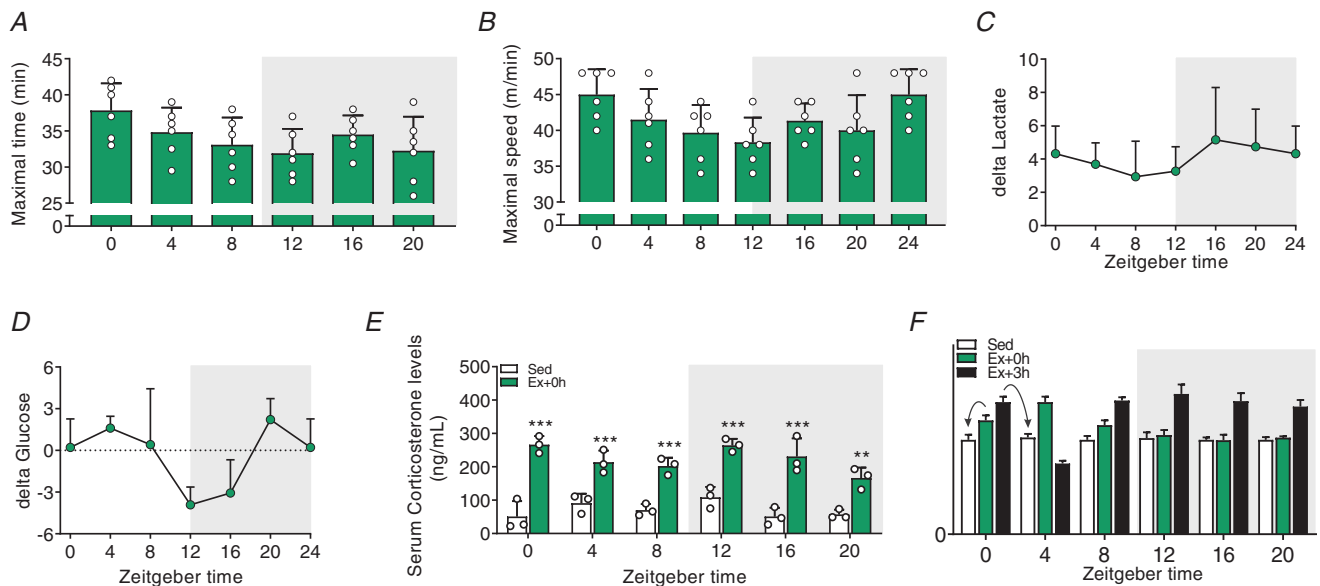 A
Maximal time (min)
45
40
35
30
25
0
0 4 8 12 16 20
B
Maximal speed (m/min)
50
45
40
35
30
0
0 4 8 12 16 20 24
C
delta Lactate
10
8
6
4
2
0 4 8 12 16 20 24
Zeitgeber time
D
delta Glucose
6
3
0
-3
-6
0 4 8 12 16 20 24
Zeitgeber time
E
Serum Corticosterone levels
(ng/mL)
500
400
300
200
100
0
Sed
Ex+0h
*** *** *** *** *** **
0 4 8 12 16 20
Zeitgeber time
F
Sed
Ex+0h
Ex+3h
0
0 4 8 12 16 20
Zeitgeber time